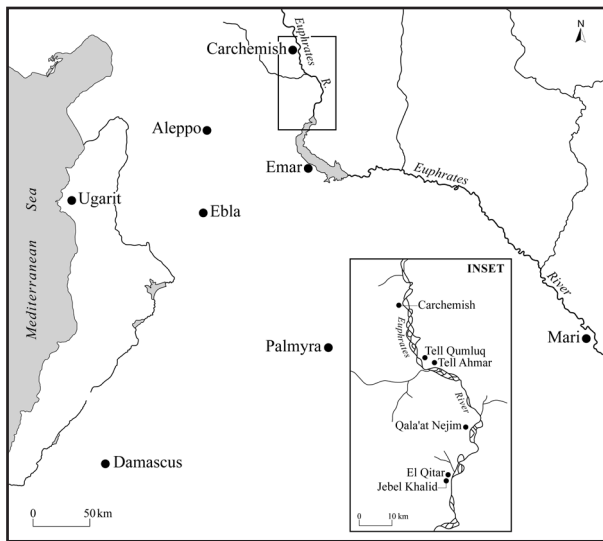 N
Carchemish
Euphrates
R.
Aleppo
Emar
Euphrates
River
Ugarit
Mediterranean Sea
Ebla
Palmyra
Mari
Damascus
0 50 km
INSET
Carchemish
Euphrates
Tell Qumluq
Tell Ahmar
River
Qala'at Nejim
El Qitar
Jebel Khalid
0 10 km